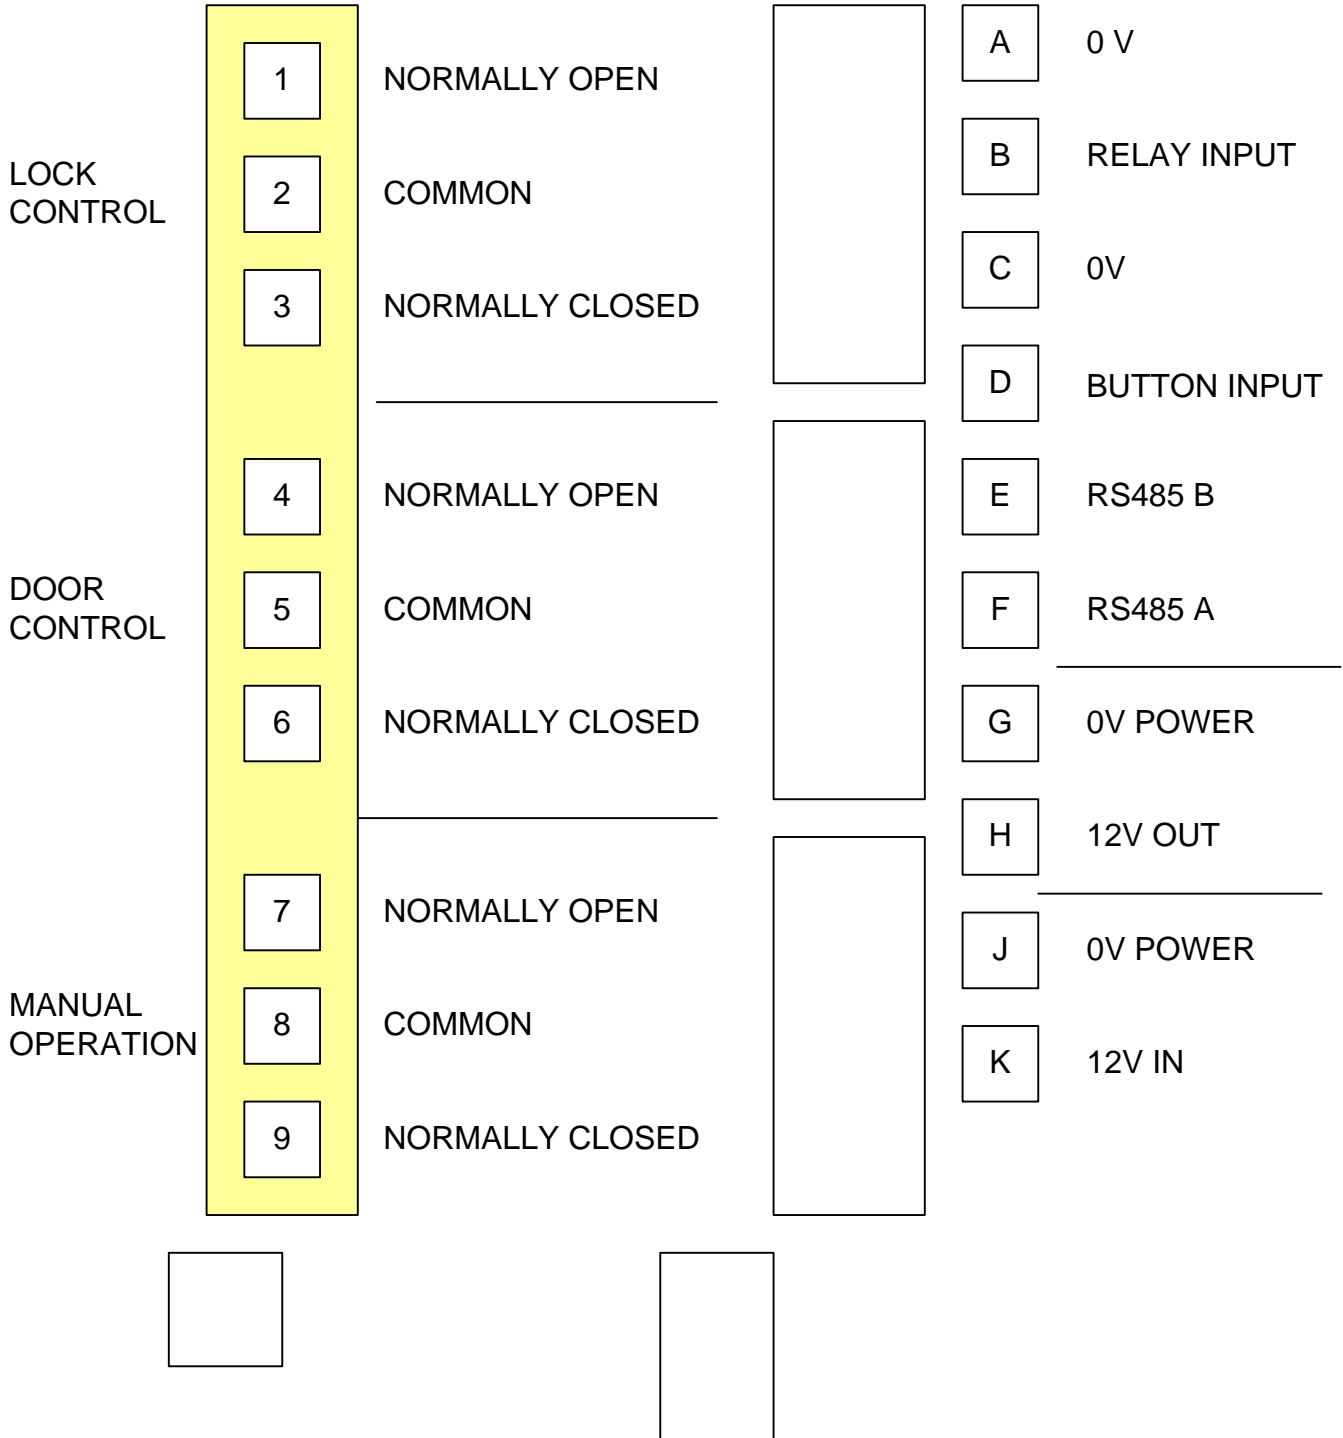 LOCK
CONTROL
1 NORMALLY OPEN
2 COMMON
3 NORMALLY CLOSED
DOOR
CONTROL
4 NORMALLY OPEN
5 COMMON
6 NORMALLY CLOSED
MANUAL
OPERATION
7 NORMALLY OPEN
8 COMMON
9 NORMALLY CLOSED
A 0 V
B RELAY INPUT
C 0V
D BUTTON INPUT
E RS485 B
F RS485 A
G 0V POWER
H 12V OUT
J 0V POWER
K 12V IN